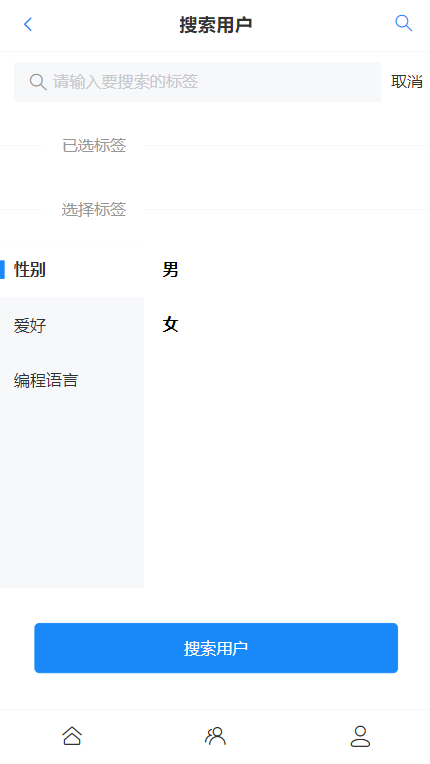 搜索用户
请输入要搜索的标签
取消
已选标签
选择标签
性别
男
爱好
女
编程语言
搜索用户